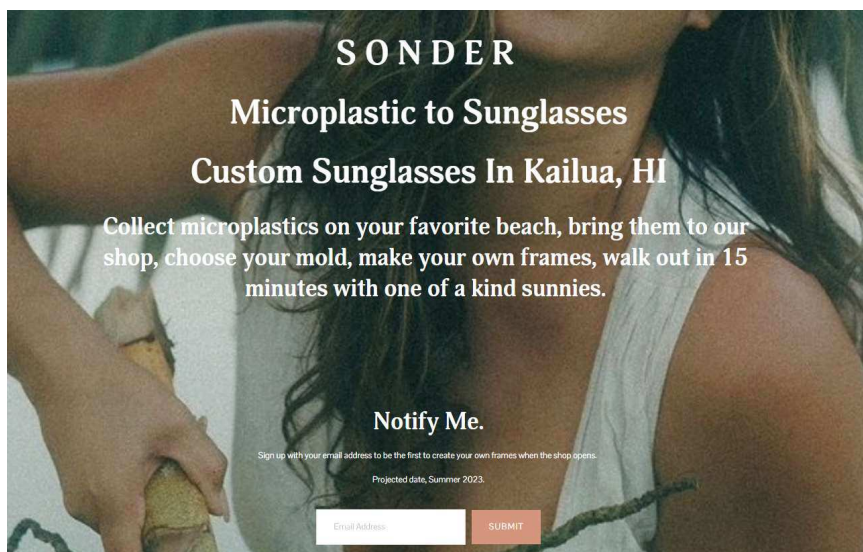 SONDER
Microplastic to Sunglasses
Custom Sunglasses In Kailua, HI
Collect microplastics on your favorite beach, bring them to our
shop, choose your mold, make your own frames, walk out in 15
minutes with one of a kind sunnies.
Notify Me.
Sign up with your email address to be the first to create your own frames when the shop opens.
Projected date, Summer 2023.
Email Address
SUBMIT